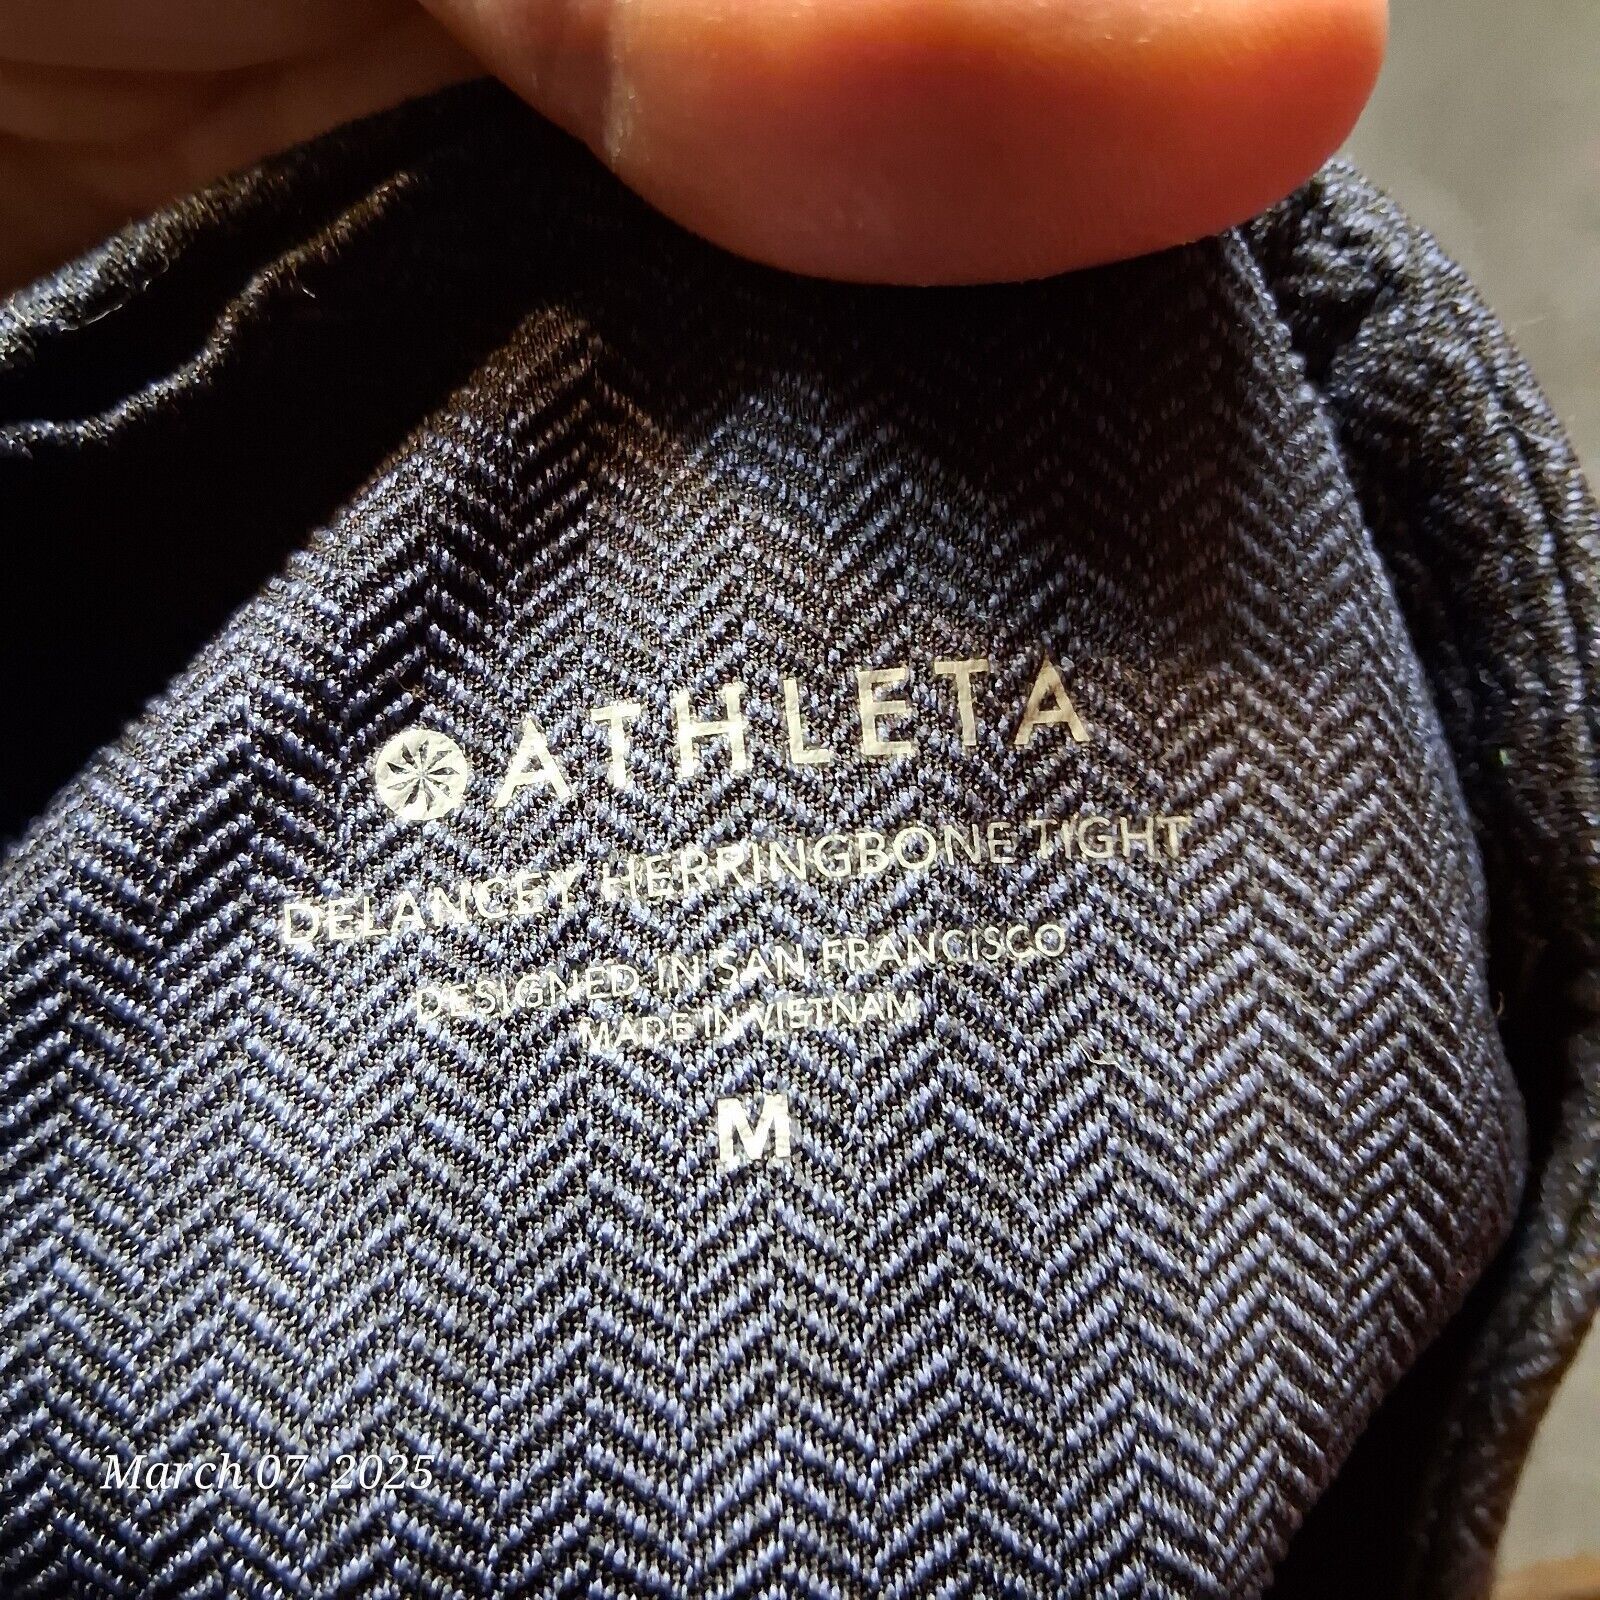 ATHLETA
DELANCEY HERRINGBONE TIGHT
DESIGNED IN SAN FRANCISCO
MADE IN VIETNAM
M
March 07, 2025